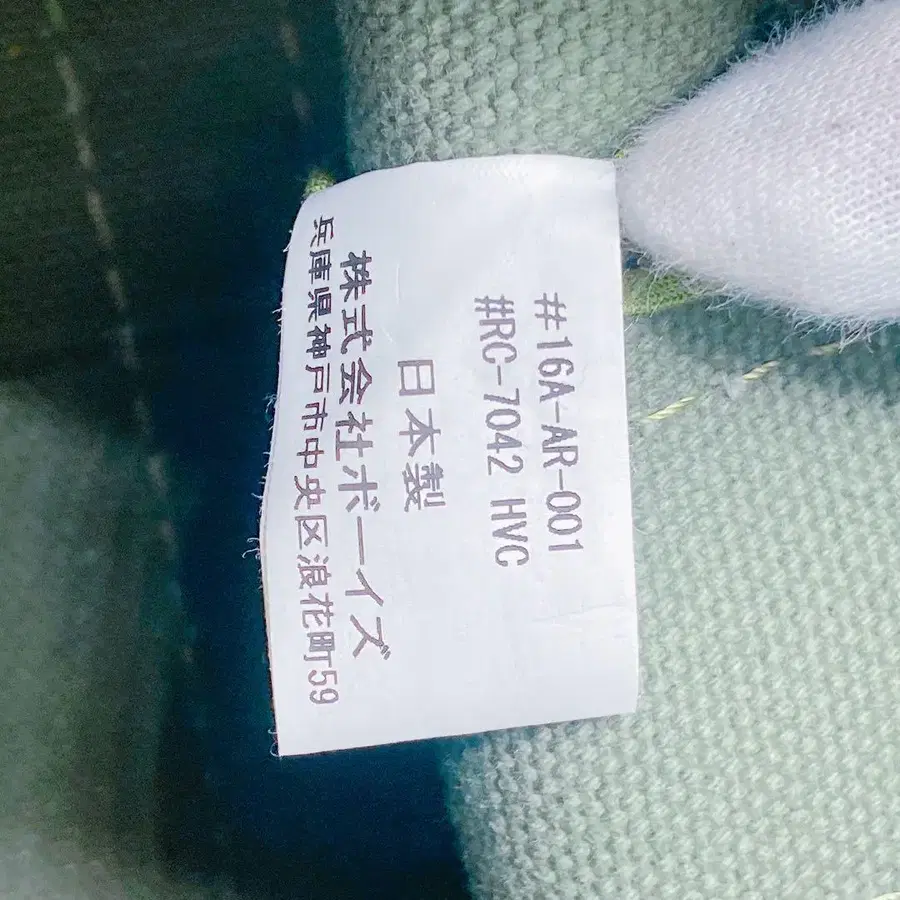 #16A-AR-001
#RC-7042 HVC
日本製
株式会社ボーイズ
兵庫県神戸市中央区浪花町59